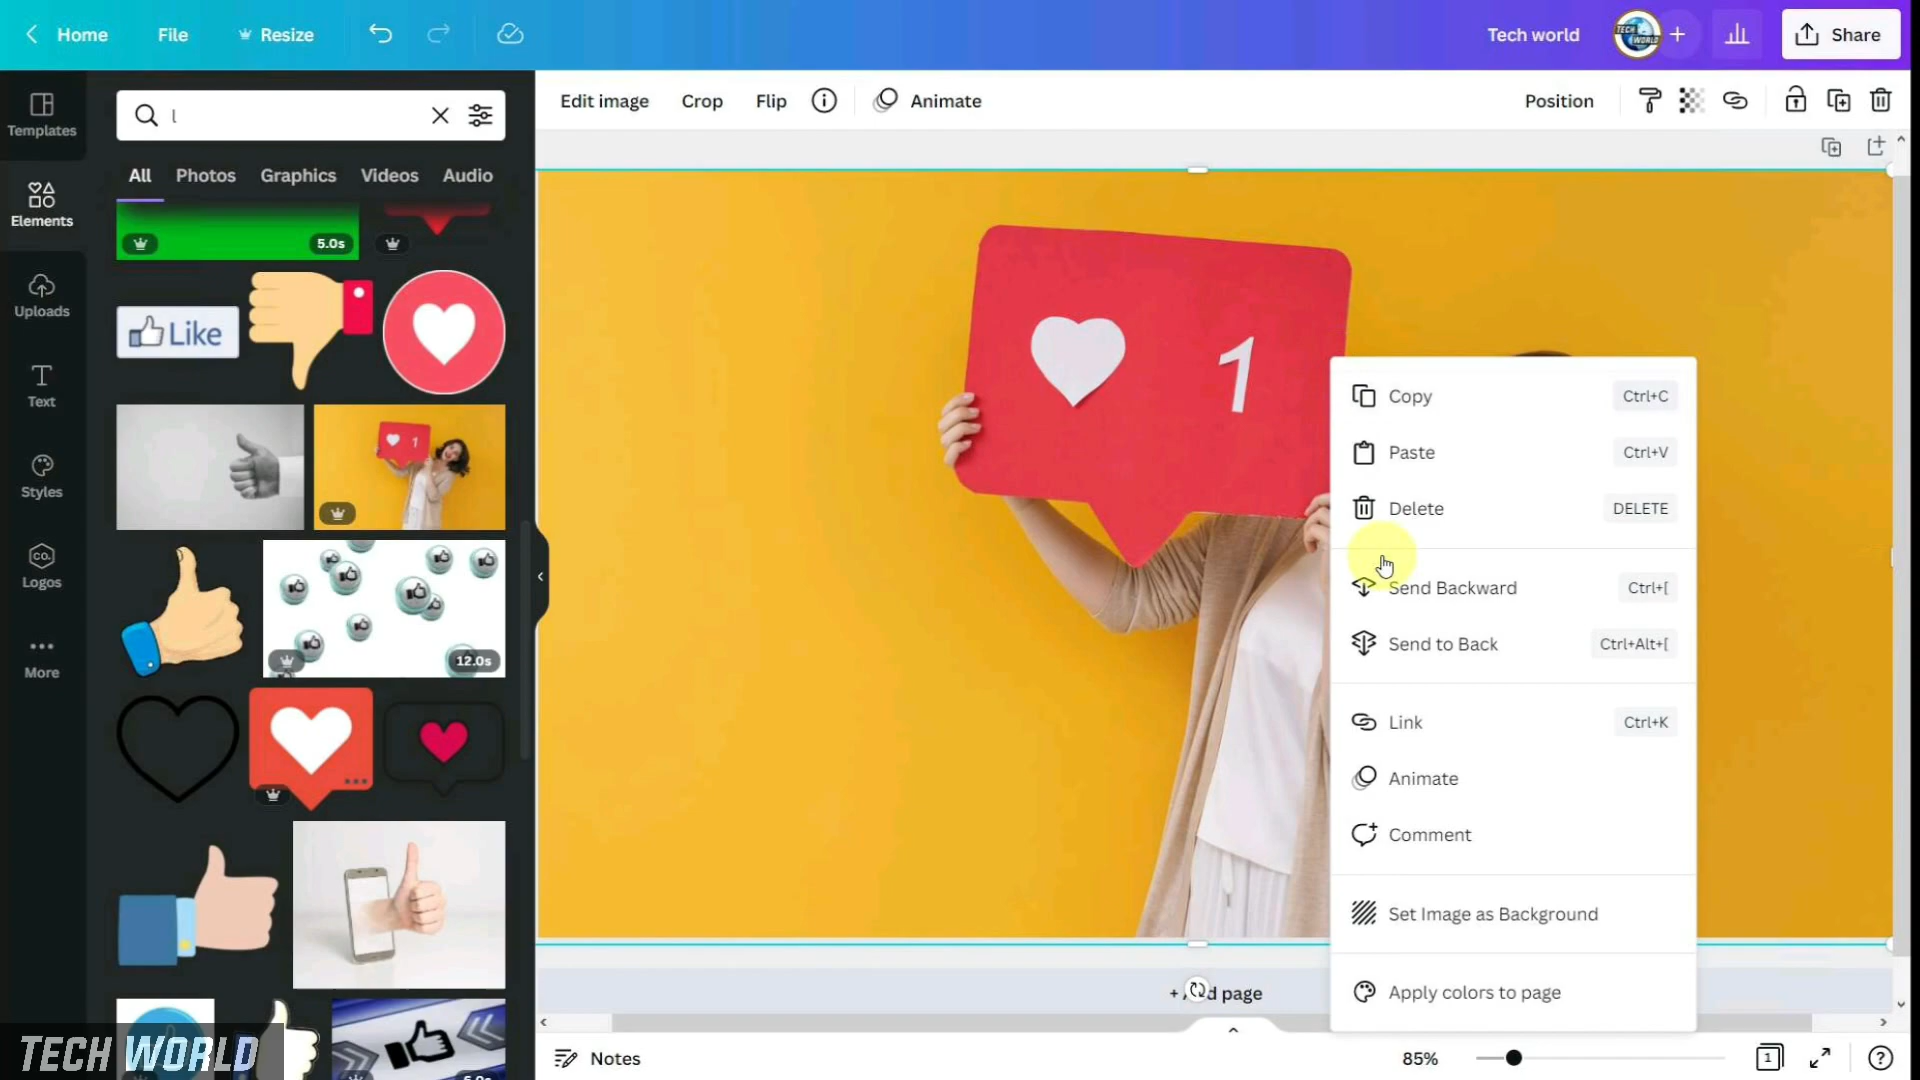 Home File Resize Tech world Share
Templates
Elements
Uploads
Text
Styles
CO.
Logos
More
l
All Photos Graphics Videos Audio
5.0s
Like
12.0s
Edit image Crop Flip Animate Position
1
Copy Ctrl+C
Paste Ctrl+V
Delete DELETE
Send Backward Ctrl+[
Send to Back Ctrl+Alt+[
Link Ctrl+K
Animate
Comment
Set Image as Background
Apply colors to page
Notes 85% 1
TECH WORLD